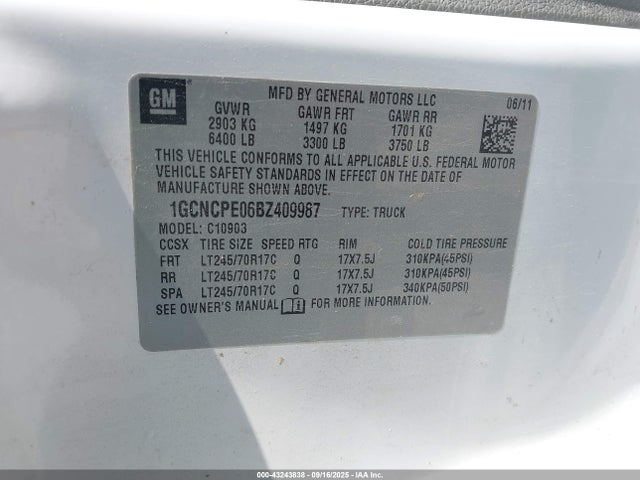 GM
MFD BY GENERAL MOTORS LLC 06/11
GVWR GAWR FRT GAWR RR
2903 KG 1497 KG 1701 KG
6400 LB 3300 LB 3750 LB
THIS VEHICLE CONFORMS TO ALL APPLICABLE U.S. FEDERAL MOTOR
VEHICLE SAFETY STANDARDS IN EFFECT ON THE DATE OF
MANUFACTURE SHOWN ABOVE.
1GCNCPE06BZ409987 TYPE: TRUCK
MODEL: C10903
CCSX TIRE SIZE SPEED RTG RIM COLD TIRE PRESSURE
FRT LT245/70R17C Q 17X7.5J 310KPA(45PSI)
RR LT245/70R17C Q 17X7.5J 310KPA(45PSI)
SPA LT245/70R17C Q 17X7.5J 340KPA(50PSI)
SEE OWNER'S MANUAL FOR MORE INFORMATION.
000-43243838 - 09/16/2025 - IAAI.CA